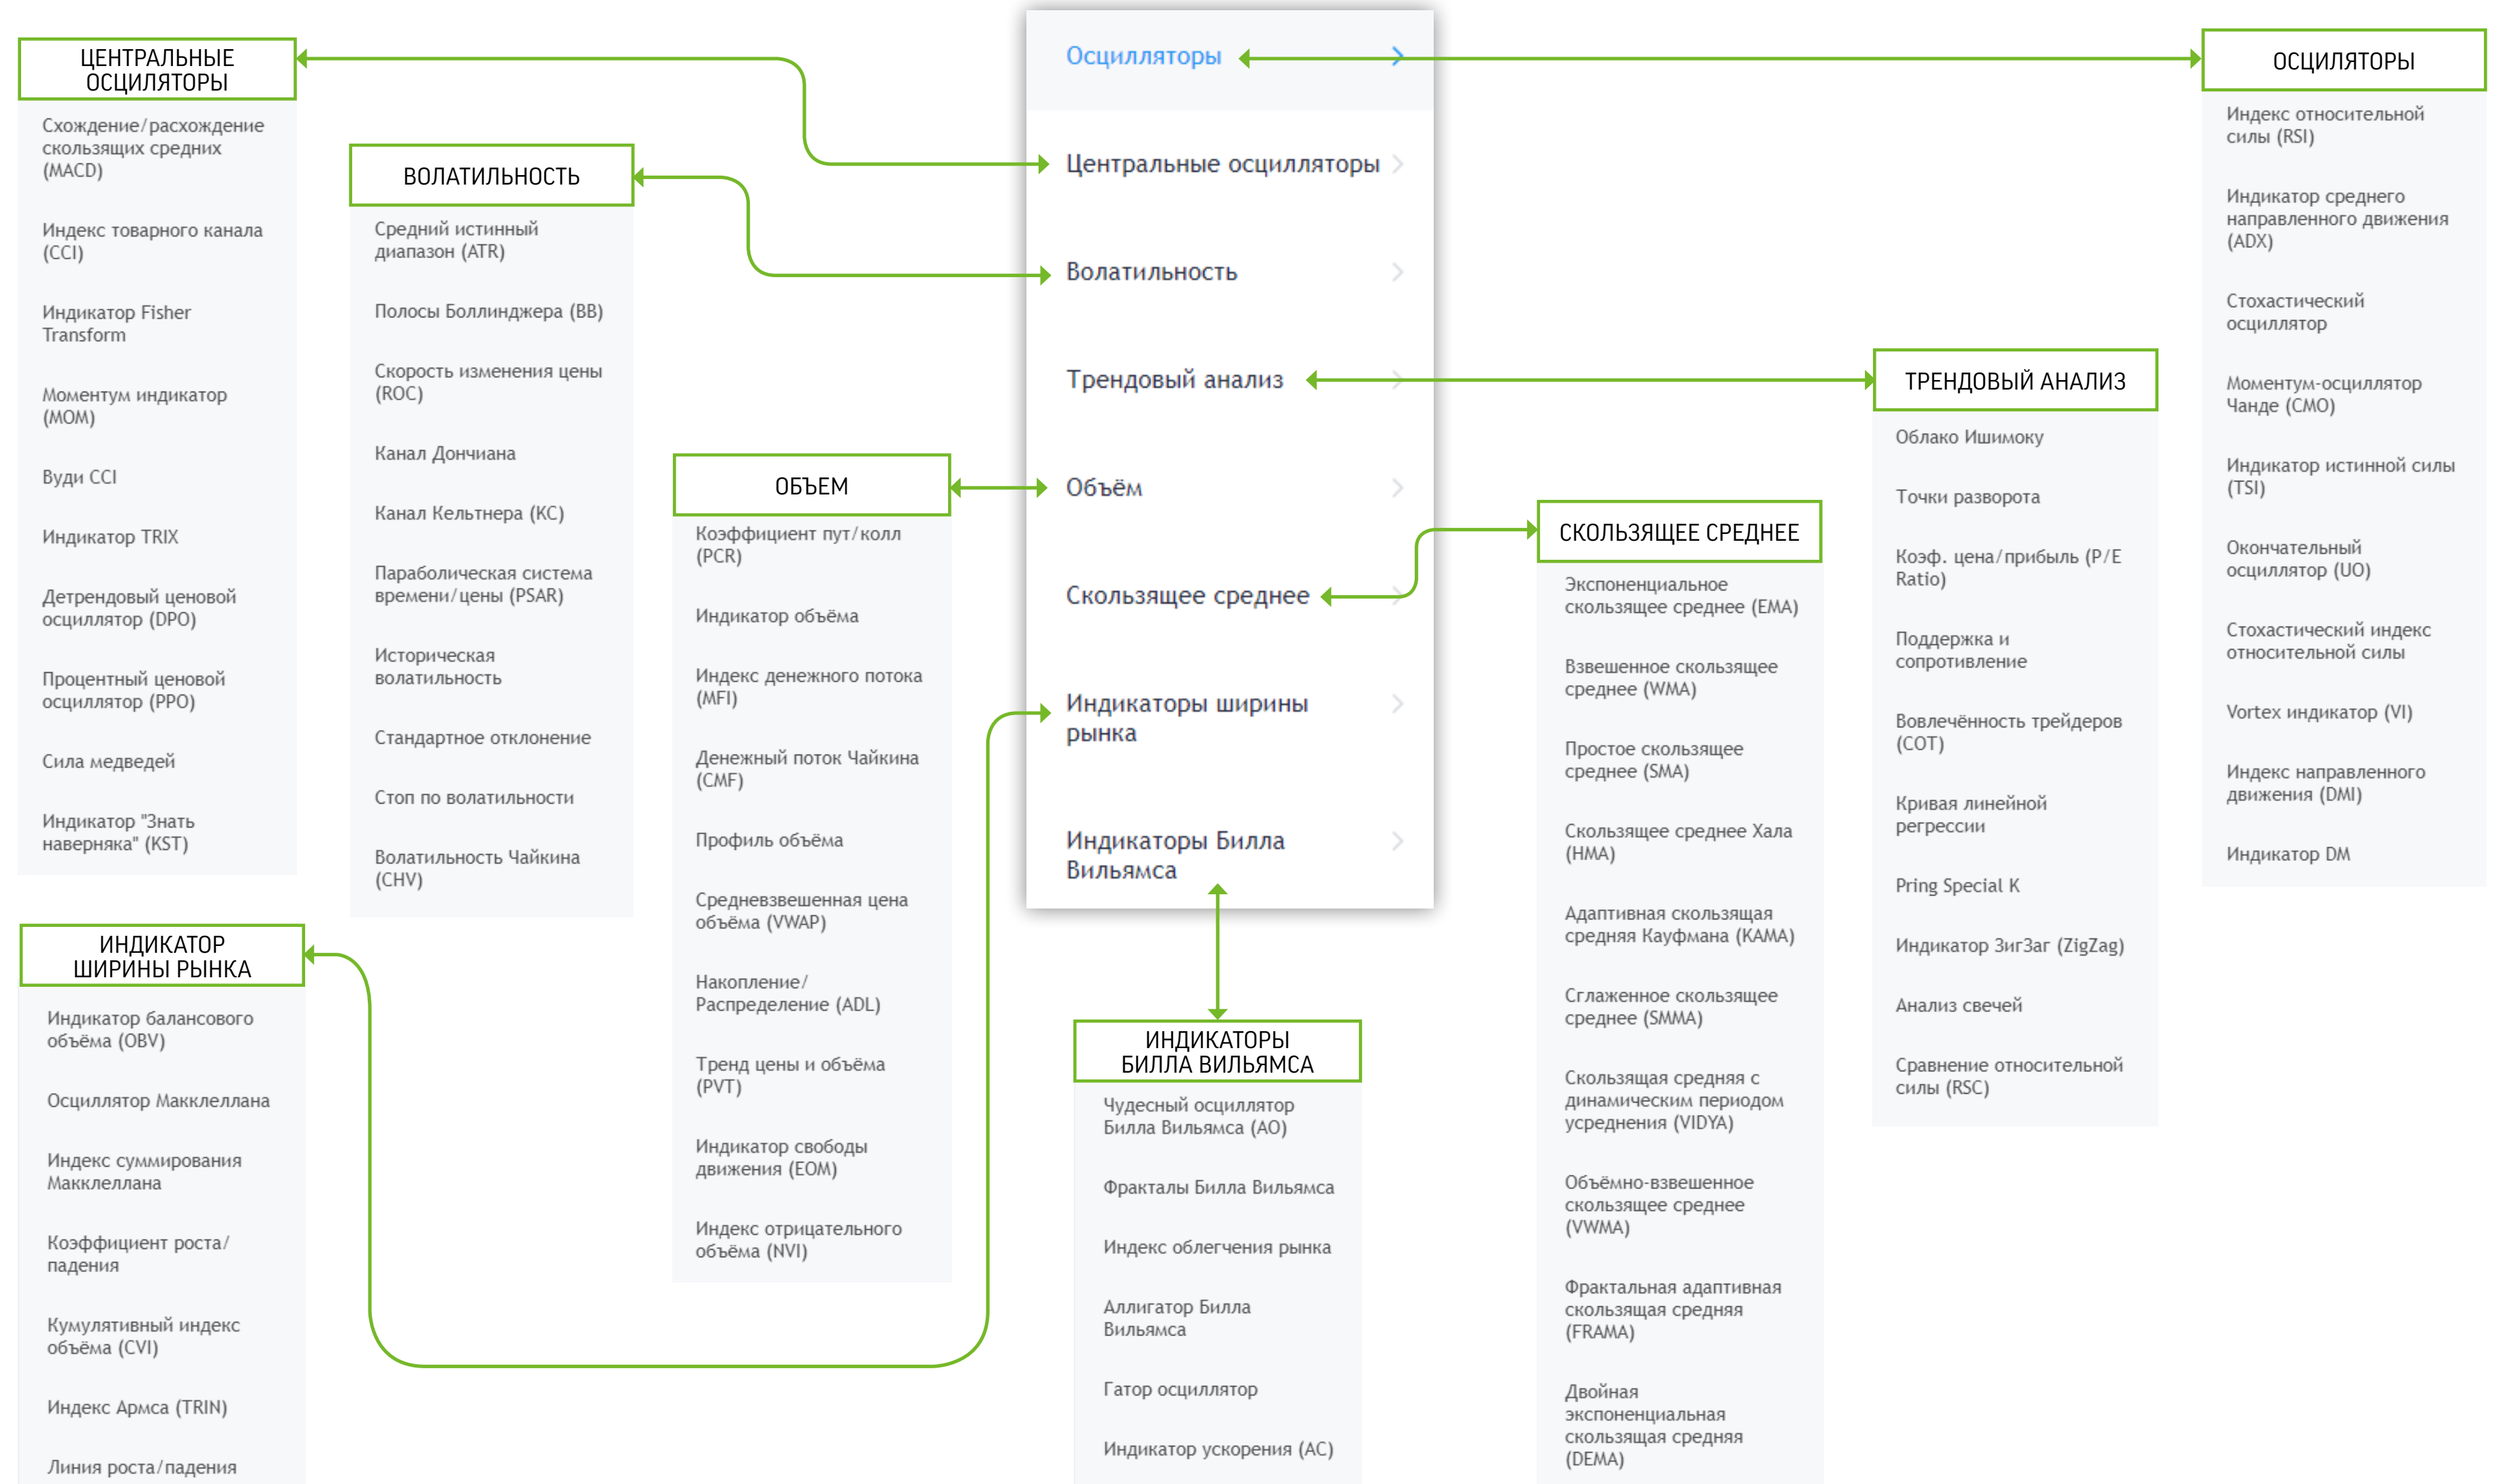 Осцилляторы
Центральные осцилляторы
Волатильность
Трендовый анализ
Объём
Скользящее среднее
Индикаторы ширины
рынка
Индикаторы Билла
Вильямса
ЦЕНТРАЛЬНЫЕ
ОСЦИЛЯТОРЫ
Схождение/расхождение
скользящих средних
(MACD)
Индекс товарного канала
(CCI)
Индикатор Fisher
Transform
Моментум индикатор
(MOM)
Вуди CCI
Индикатор TRIX
Детрендовый ценовой
осциллятор (DPO)
Процентный ценовой
осциллятор (PPO)
Сила медведей
Индикатор "Знать
наверняка" (KST)
ВОЛАТИЛЬНОСТЬ
Средний истинный
диапазон (ATR)
Полосы Боллинджера (BB)
Скорость изменения цены
(ROC)
Канал Дончиана
Канал Кельтнера (KC)
Параболическая система
времени/цены (PSAR)
Историческая
волатильность
Стандартное отклонение
Стоп по волатильности
Волатильность Чайкина
(CHV)
ОБЪЕМ
Коэффициент пут/колл
(PCR)
Индикатор объёма
Индекс денежного потока
(MFI)
Денежный поток Чайкина
(CMF)
Профиль объёма
Средневзвешенная цена
объёма (VWAP)
Накопление/
Распределение (ADL)
Тренд цены и объёма
(PVT)
Индикатор свободы
движения (EOM)
Индекс отрицательного
объёма (NVI)
ИНДИКАТОР
ШИРИНЫ РЫНКА
Индикатор балансового
объёма (OBV)
Осциллятор Макклеллана
Индекс суммирования
Макклеллана
Коэффициент роста/
падения
Кумулятивный индекс
объёма (CVI)
Индекс Армса (TRIN)
Линия роста/падения
ИНДИКАТОРЫ
БИЛЛА ВИЛЬЯМСА
Чудесный осциллятор
Билла Вильямса (AO)
Фракталы Билла Вильямса
Индекс облегчения рынка
Аллигатор Билла
Вильямса
Гатор осциллятор
Индикатор ускорения (AC)
СКОЛЬЗЯЩЕЕ СРЕДНЕЕ
Экспоненциальное
скользящее среднее (EMA)
Взвешенное скользящее
среднее (WMA)
Простое скользящее
среднее (SMA)
Скользящее среднее Хала
(HMA)
Адаптивная скользящая
средняя Кауфмана (KAMA)
Сглаженное скользящее
среднее (SMMA)
Скользящая средняя с
динамическим периодом
усреднения (VIDYA)
Объёмно-взвешенное
скользящее среднее
(VWMA)
Фрактальная адаптивная
скользящая средняя
(FRAMA)
Двойная
экспоненциальная
скользящая средняя
(DEMA)
ТРЕНДОВЫЙ АНАЛИЗ
Облако Ишимоку
Точки разворота
Коэф. цена/прибыль (P/E
Ratio)
Поддержка и
сопротивление
Вовлечённость трейдеров
(COT)
Кривая линейной
регрессии
Pring Special K
Индикатор ЗигЗаг (ZigZag)
Анализ свечей
Сравнение относительной
силы (RSC)
ОСЦИЛЯТОРЫ
Индекс относительной
силы (RSI)
Индикатор среднего
направленного движения
(ADX)
Стохастический
осциллятор
Моментум-осциллятор
Чанде (CMO)
Индикатор истинной силы
(TSI)
Окончательный
осциллятор (UO)
Стохастический индекс
относительной силы
Vortex индикатор (VI)
Индекс направленного
движения (DMI)
Индикатор DM